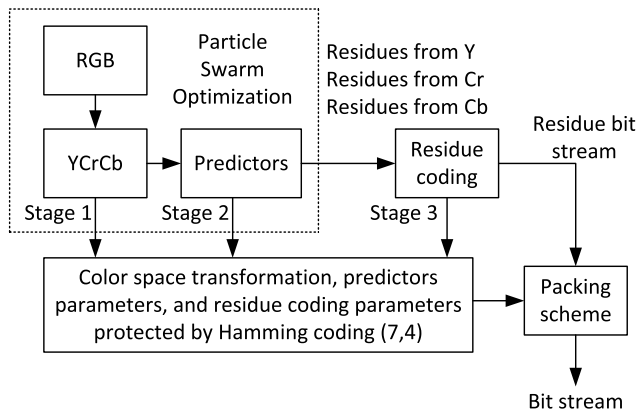 RGB
Particle
Swarm
Optimization
Residues from Y
Residues from Cr
Residues from Cb
YCrCb
Predictors
Residue
coding
Residue bit
stream
Stage 1
Stage 2
Stage 3
Color space transformation, predictors
parameters, and residue coding parameters
protected by Hamming coding (7,4)
Packing
scheme
Bit stream